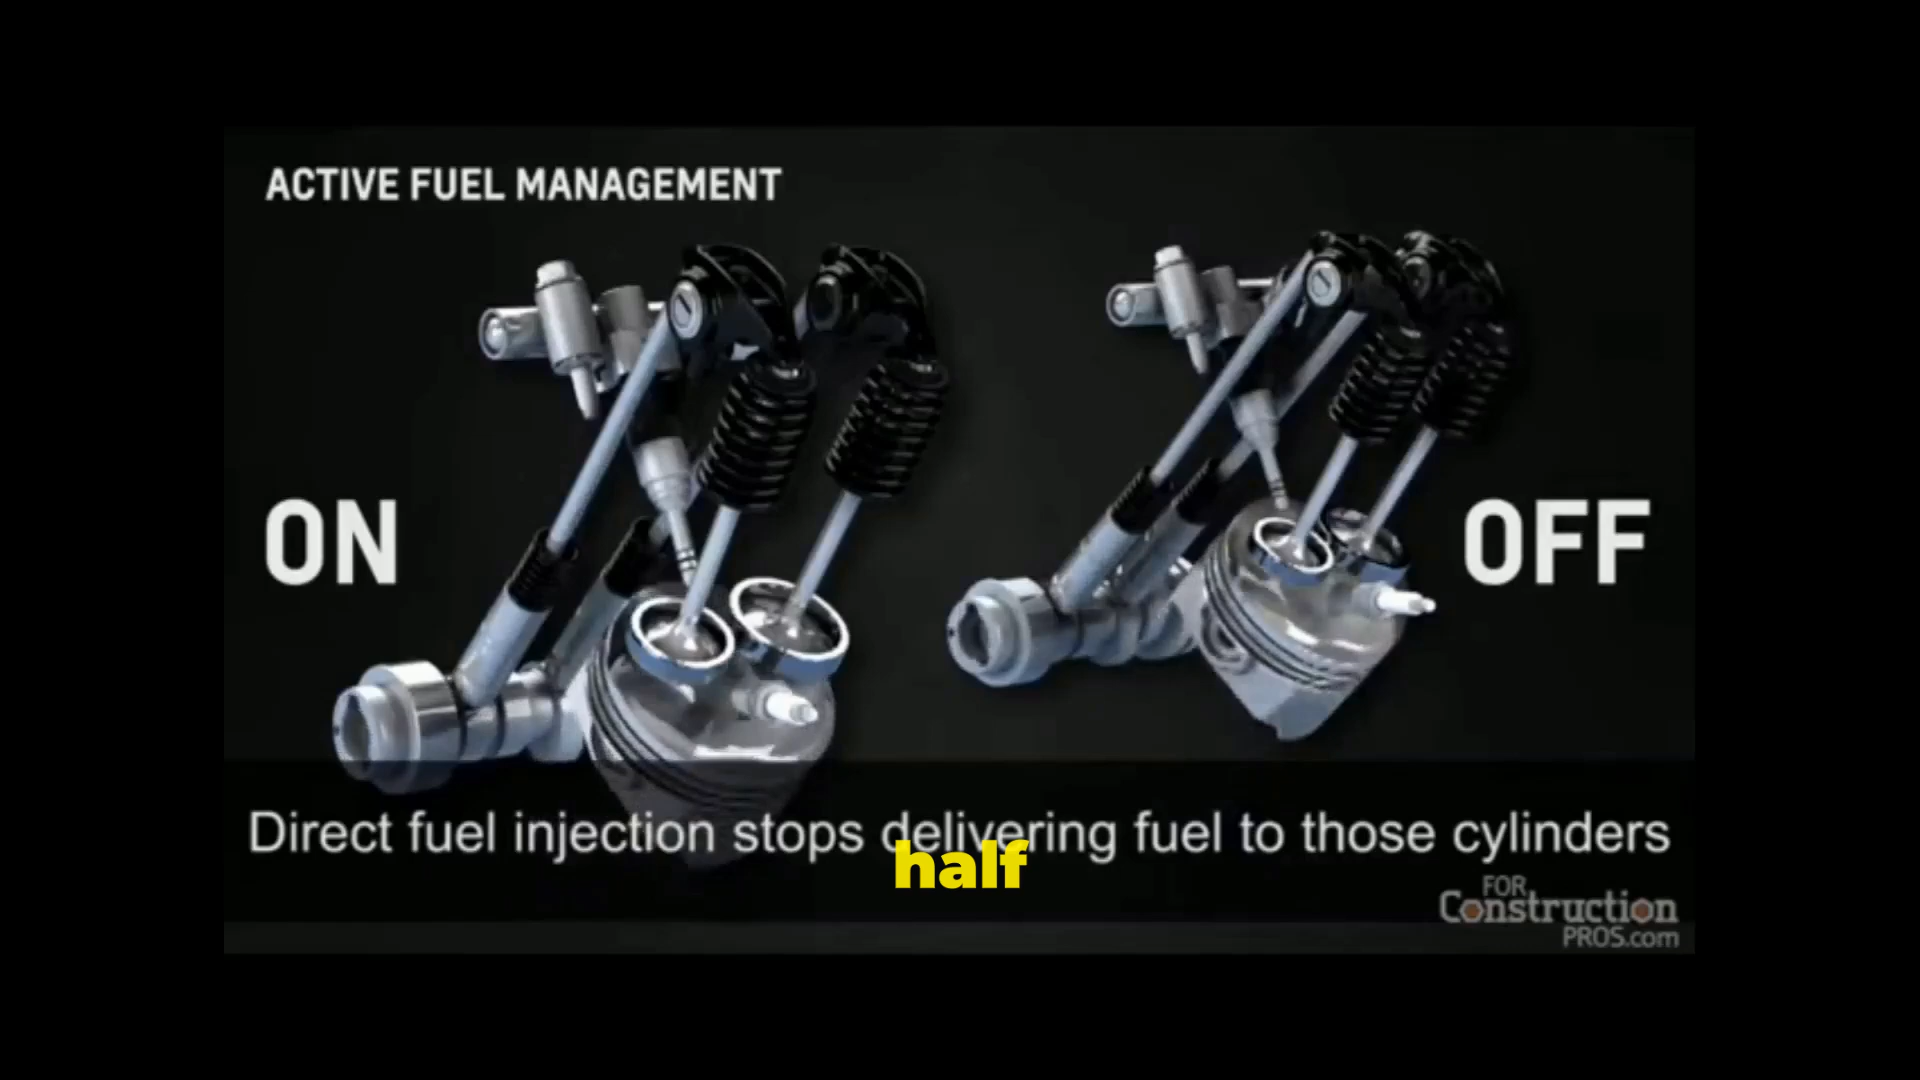 ACTIVE FUEL MANAGEMENT
ON
OFF
Direct fuel injection stops delivering fuel to those cylinders
half
FOR
Construction
PROS.com